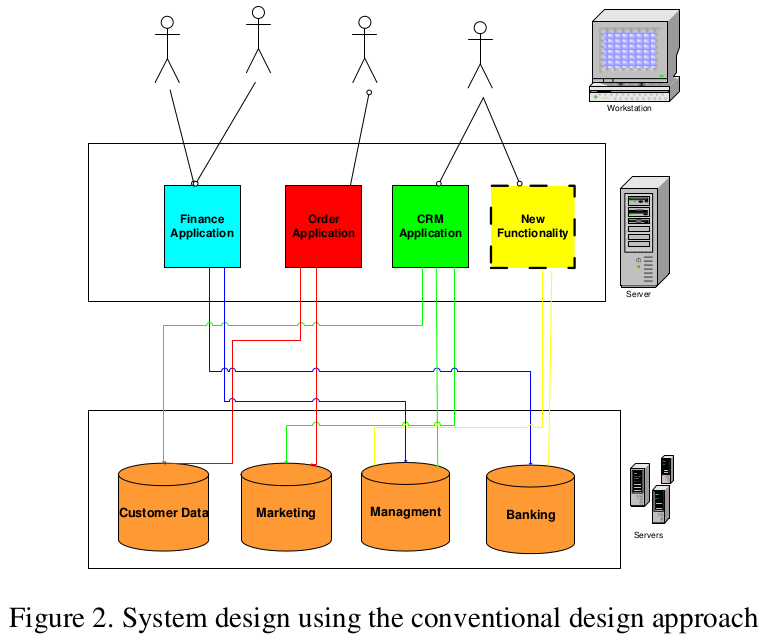 Workstation
Finance
Application
Order
Application
CRM
Application
New
Functionality
Server
Customer Data
Marketing
Managment
Banking
Servers
Figure 2. System design using the conventional design approach